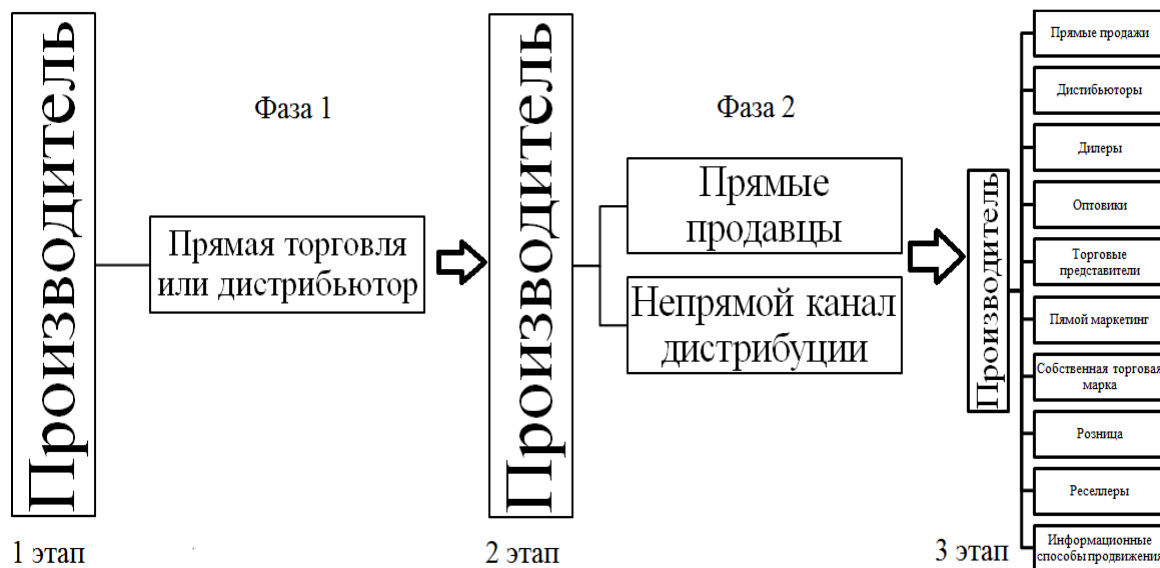 Производитель
Фаза 1
Прямая торговля
или дистрибьютор
1 этап
Производитель
Фаза 2
Прямые
продавцы
Непрямой канал
дистрибуции
2 этап
Производитель
Прямые продажи
Дистибьюторы
Дилеры
Оптовики
Торговые
представители
Пямой маркетинг
Собственная торговая
марка
Розница
Реселлеры
Информационные
способы продвижения
3 этап